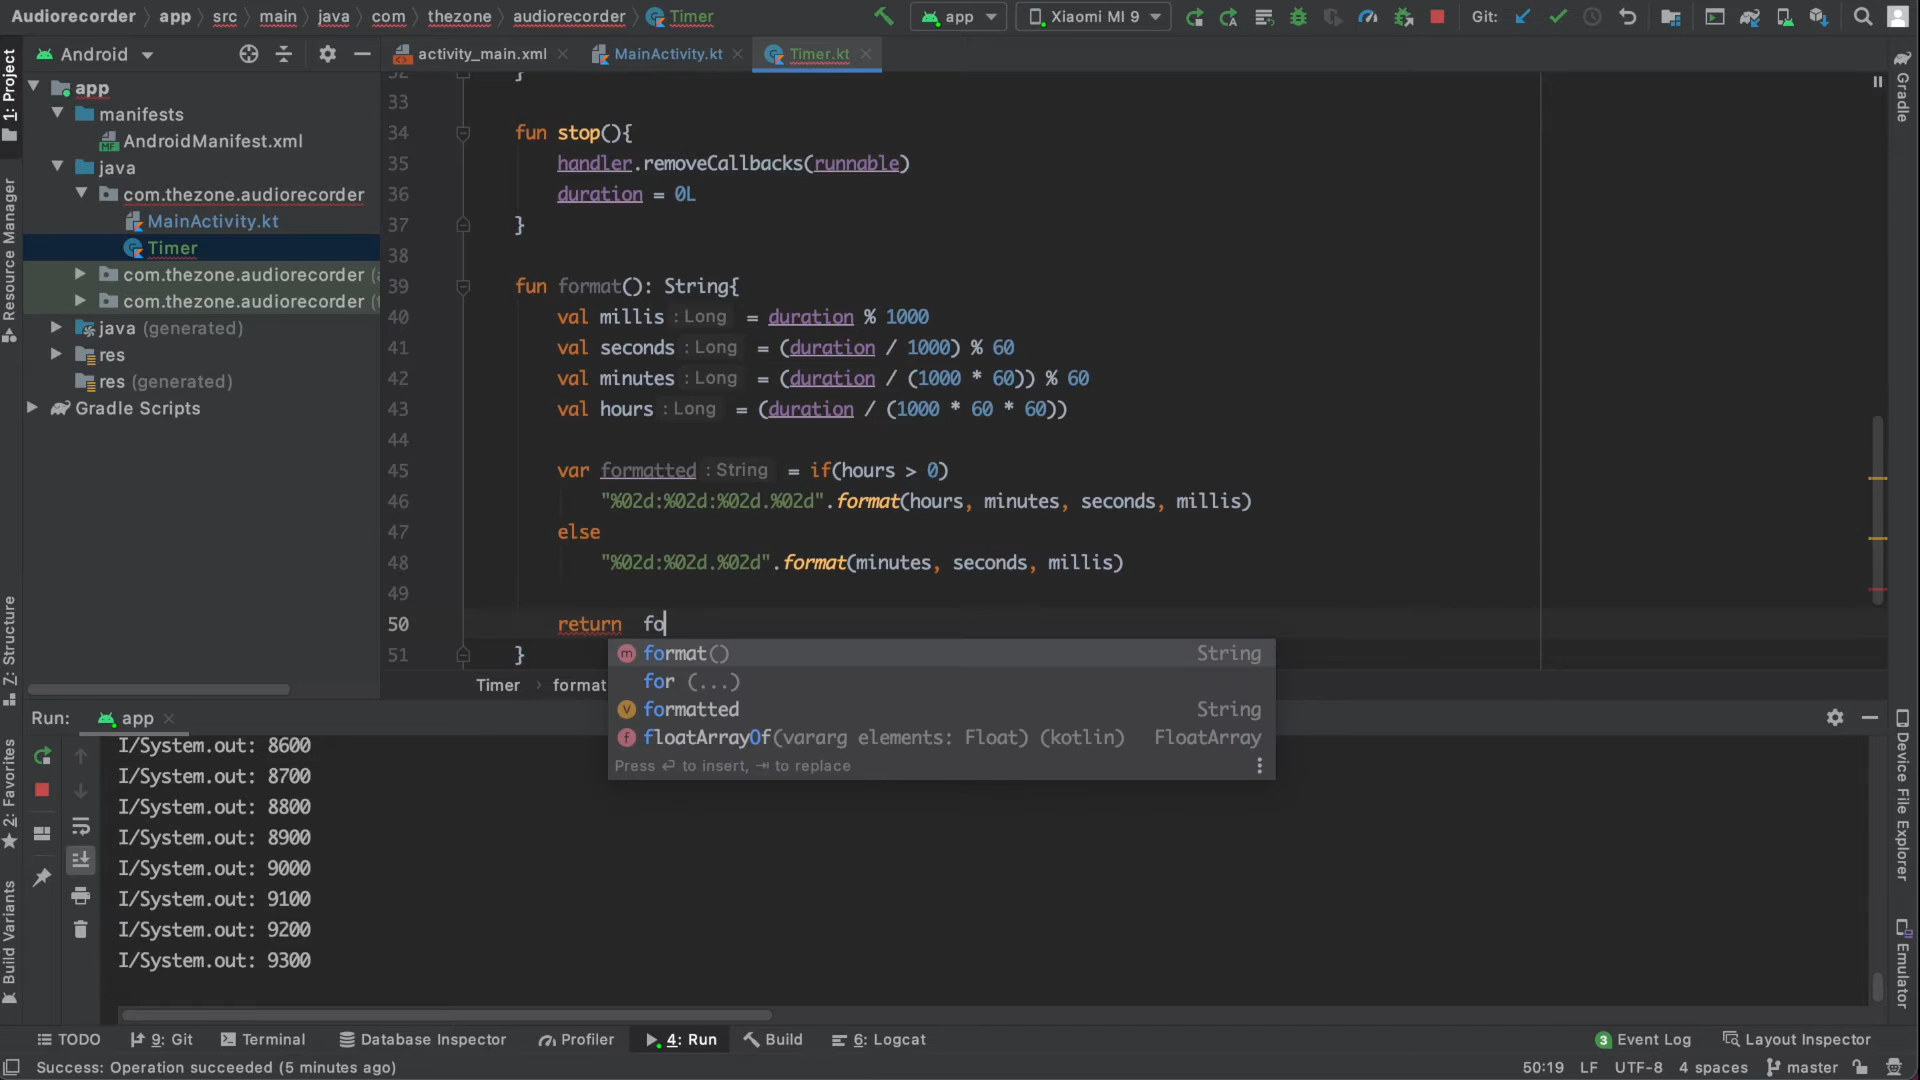 Audiorecorder app src main java com thezone audiorecorder Timer
app Xiaomi MI 9 Git:
Android
activity_main.xml MainActivity.kt Timer.kt
1: Project
Resource Manager
Z: Structure
2: Favorites
Build Variants
app
manifests
AndroidManifest.xml
java
com.thezone.audiorecorder
MainActivity.kt
Timer
com.thezone.audiorecorder (a
com.thezone.audiorecorder (t
java (generated)
res
res (generated)
Gradle Scripts
32 }
33
34 fun stop(){
35 handler.removeCallbacks(runnable)
36 duration = 0L
37 }
38
39 fun format(): String{
40 val millis : Long = duration % 1000
41 val seconds : Long = (duration / 1000) % 60
42 val minutes : Long = (duration / (1000 * 60)) % 60
43 val hours : Long = (duration / (1000 * 60 * 60))
44
45 var formatted : String = if(hours > 0)
46 "%02d:%02d:%02d.%02d".format(hours, minutes, seconds, millis)
47 else
48 "%02d:%02d.%02d".format(minutes, seconds, millis)
49
50 return fo
51 }
m format() String
for (...)
v formatted String
f floatArrayOf(vararg elements: Float) (kotlin) FloatArray
Press ↵ to insert, ⇥ to replace
Timer › format
Gradle
Device File Explorer
Emulator
Run: app
I/System.out: 8600
I/System.out: 8700
I/System.out: 8800
I/System.out: 8900
I/System.out: 9000
I/System.out: 9100
I/System.out: 9200
I/System.out: 9300
TODO 9: Git Terminal Database Inspector Profiler 4: Run Build 6: Logcat 3 Event Log Layout Inspector
Success: Operation succeeded (5 minutes ago) 50:19 LF UTF-8 4 spaces master